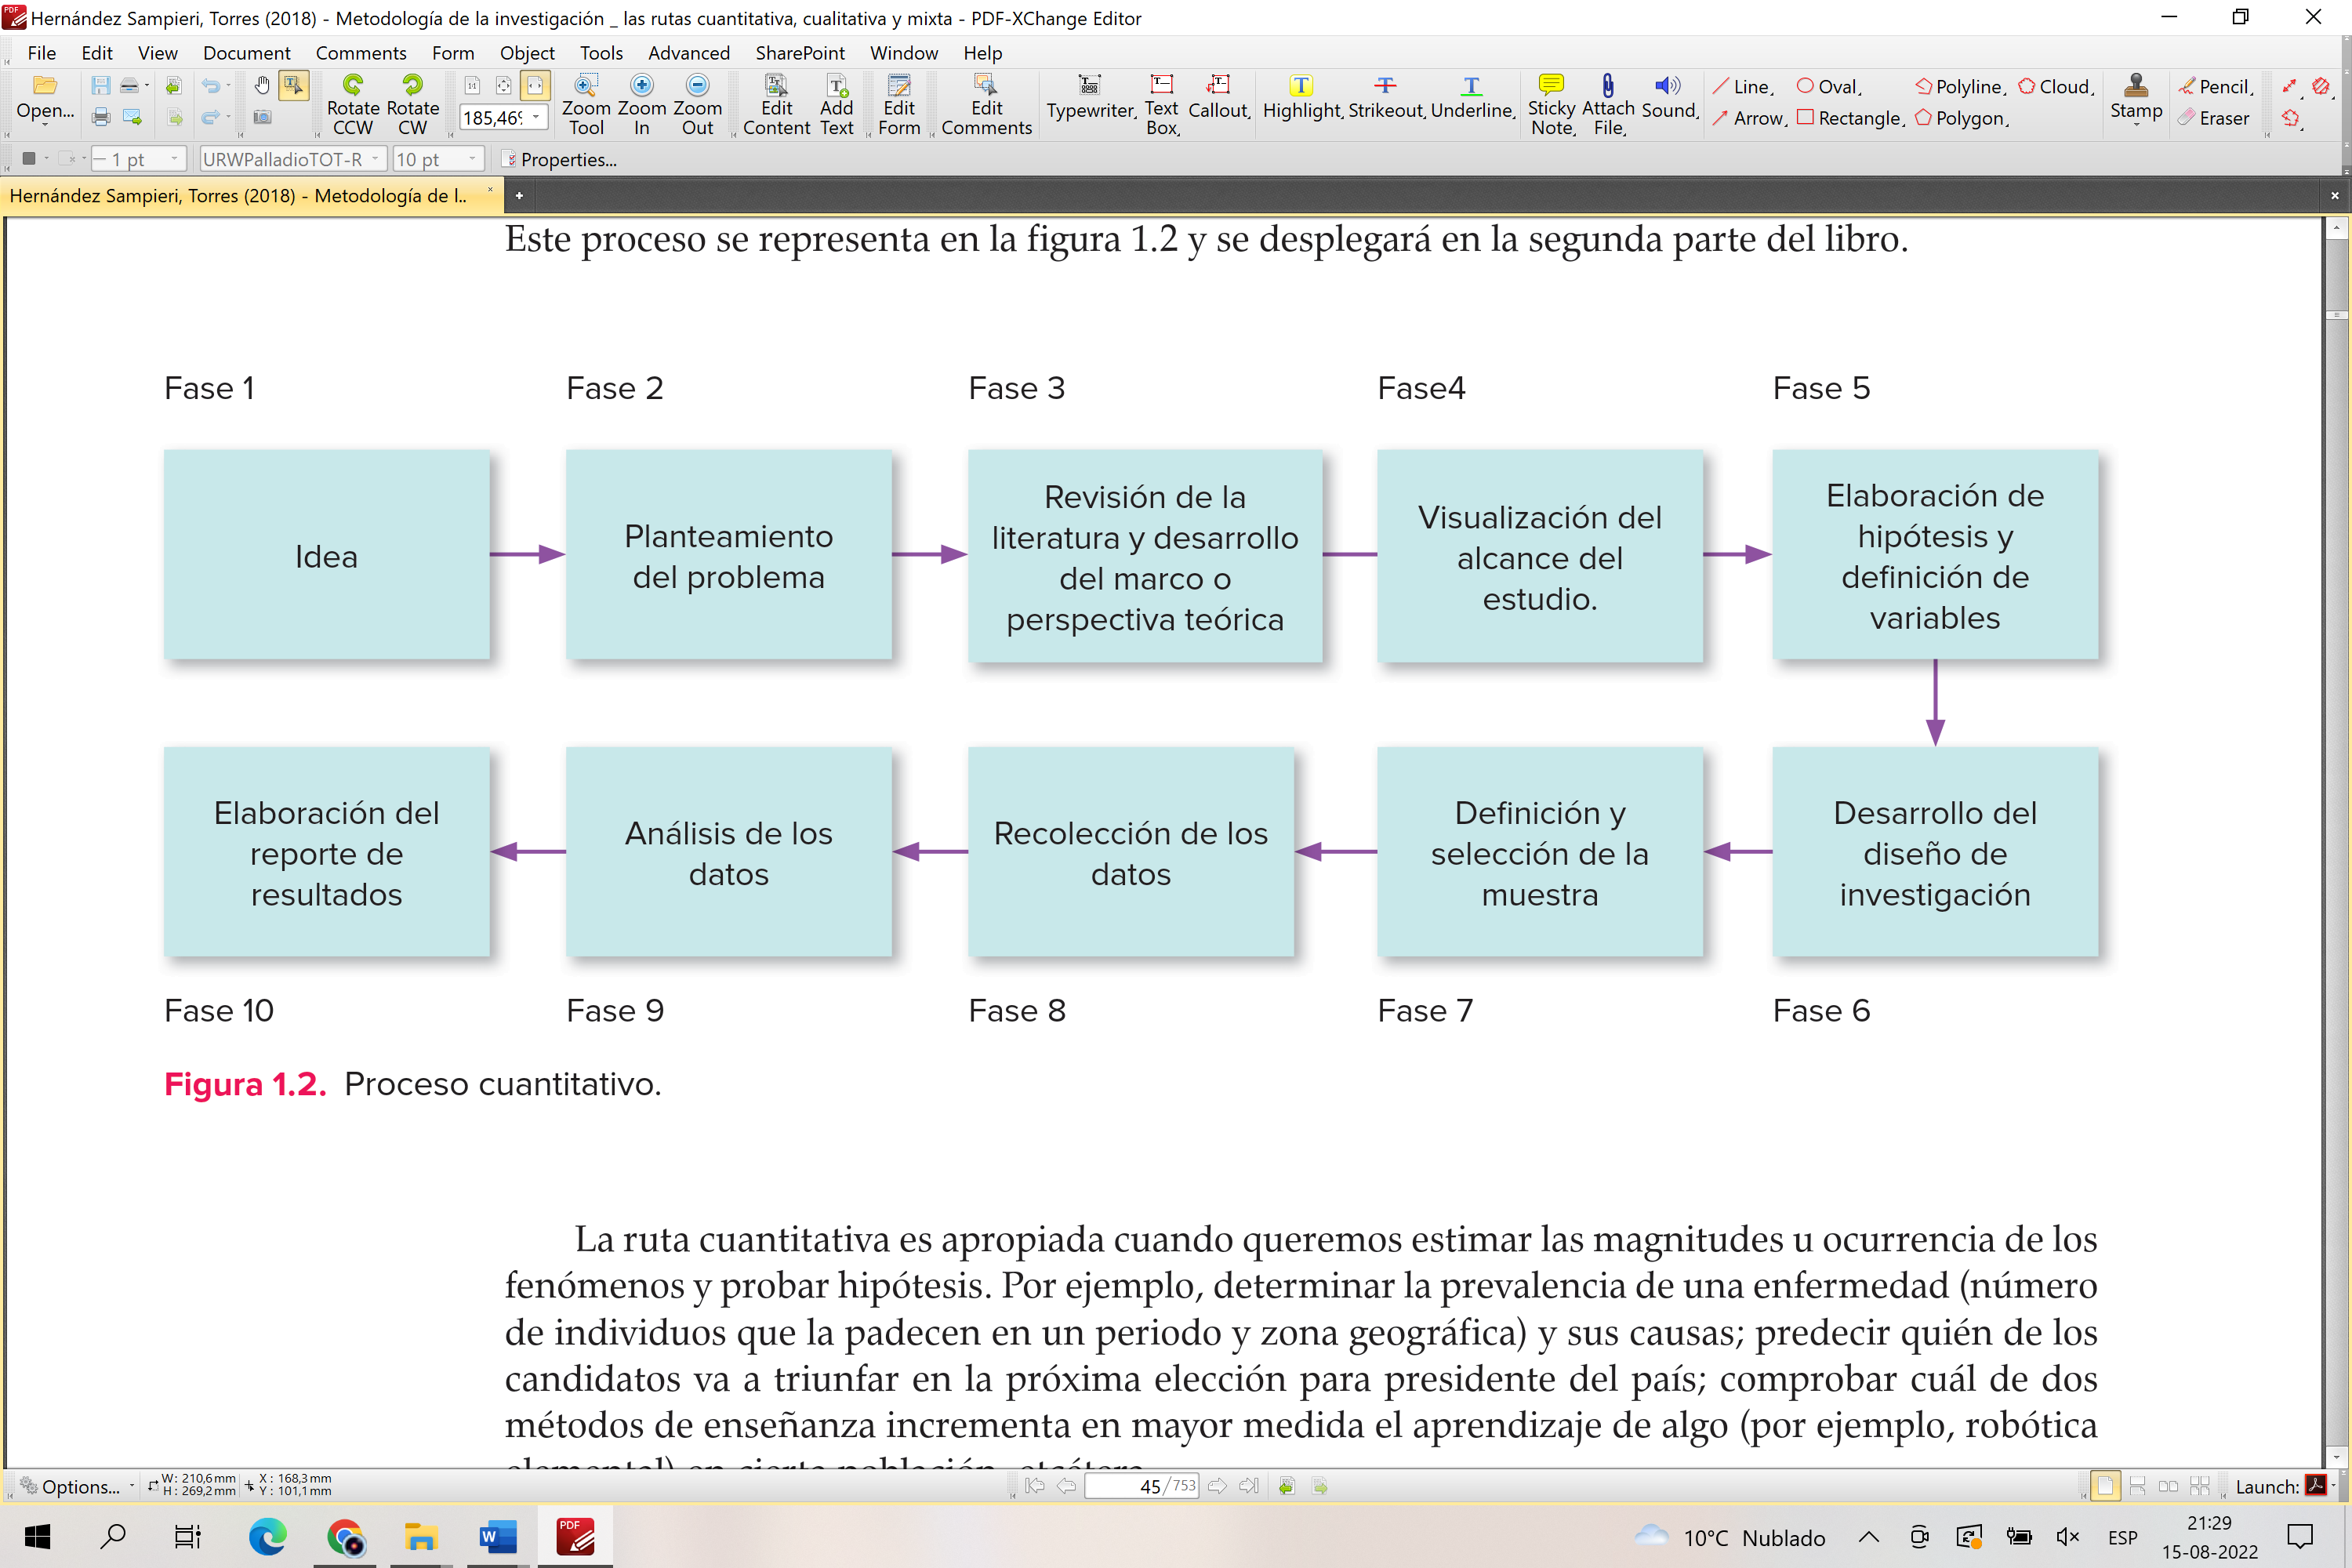 Hernández Sampieri, Torres (2018) - Metodología de la investigación _ las rutas cuantitativa, cualitativa y mixta - PDF-XChange Editor
File Edit View Document Comments Form Object Tools Advanced SharePoint Window Help
Open... Rotate CCW Rotate CW 185,46% Zoom Tool Zoom In Zoom Out Edit Content Add Text Edit Form Edit Comments Typewriter Text Box Callout Highlight Strikeout Underline Sticky Note Attach File Sound Line Arrow Oval Rectangle Polyline Polygon Cloud Stamp Pencil Eraser
1 pt URWPalladioTOT-R 10 pt Properties...
Hernández Sampieri, Torres (2018) - Metodología de l..
Este proceso se representa en la figura 1.2 y se desplegará en la segunda parte del libro.
Fase 1 Fase 2 Fase 3 Fase4 Fase 5
Idea
Planteamiento
del problema
Revisión de la
literatura y desarrollo
del marco o
perspectiva teórica
Visualización del
alcance del
estudio.
Elaboración de
hipótesis y
definición de
variables
Elaboración del
reporte de
resultados
Análisis de los
datos
Recolección de los
datos
Definición y
selección de la
muestra
Desarrollo del
diseño de
investigación
Fase 10 Fase 9 Fase 8 Fase 7 Fase 6
Figura 1.2. Proceso cuantitativo.
La ruta cuantitativa es apropiada cuando queremos estimar las magnitudes u ocurrencia de los
fenómenos y probar hipótesis. Por ejemplo, determinar la prevalencia de una enfermedad (número
de individuos que la padecen en un periodo y zona geográfica) y sus causas; predecir quién de los
candidatos va a triunfar en la próxima elección para presidente del país; comprobar cuál de dos
métodos de enseñanza incrementa en mayor medida el aprendizaje de algo (por ejemplo, robótica
elemental) en cierta población, etcétera.
Options... W: 210,6 mm H: 269,2 mm X: 168,3 mm Y: 101,1 mm 45 / 753 Launch:
10°C Nublado ESP 21:29
15-08-2022